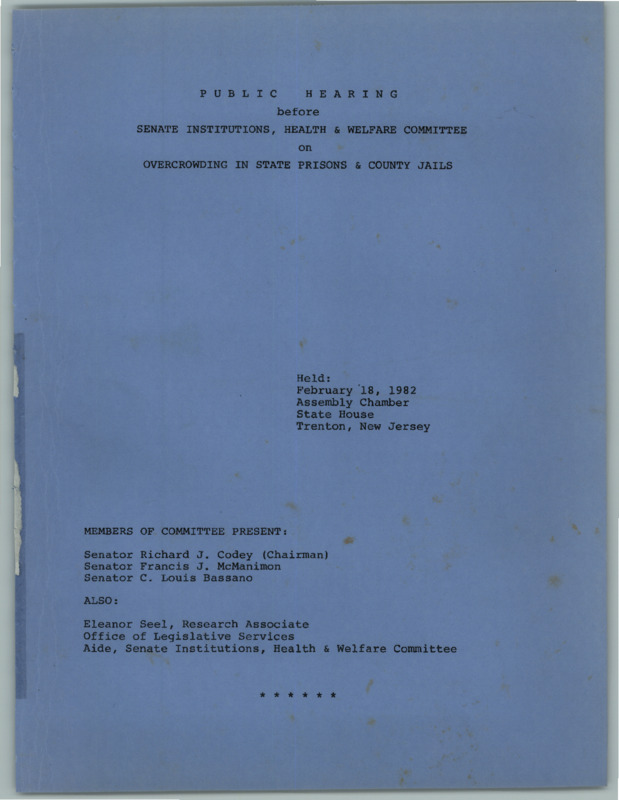 PUBLIC HEARING
before
SENATE INSTITUTIONS, HEALTH & WELFARE COMMITTEE
on
OVERCROWDING IN STATE PRISONS & COUNTY JAILS
Held:
February 18, 1982
Assembly Chamber
State House
Trenton, New Jersey
MEMBERS OF COMMITTEE PRESENT:
Senator Richard J. Codey (Chairman)
Senator Francis J. McManimon
Senator C. Louis Bassano
ALSO:
Eleanor Seel, Research Associate
Office of Legislative Services
Aide, Senate Institutions, Health & Welfare Committee
* * * * * *